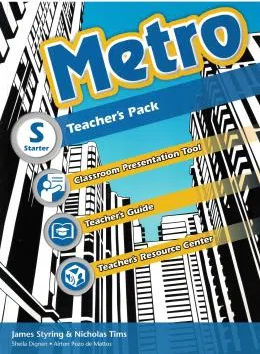 Metro
Teacher's Pack
S
Starter
Classroom Presentation Tool
Teacher's Guide
Teacher's Resource Center
James Styring & Nicholas Tims
Sheila Dignen • Airton Pozo de Mattos